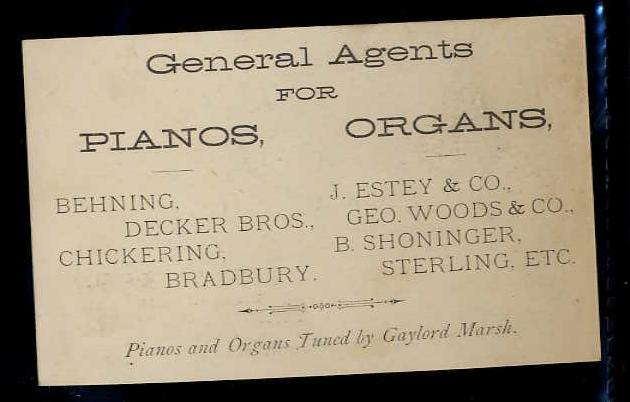 General Agents
FOR
PIANOS,
BEHNING,
DECKER BROS.,
CHICKERING,
BRADBURY.
ORGANS,
J. ESTEY & CO.,
GEO. WOODS & CO.,
B. SHONINGER,
STERLING, ETC.
Pianos and Organs Tuned by Gaylord Marsh.